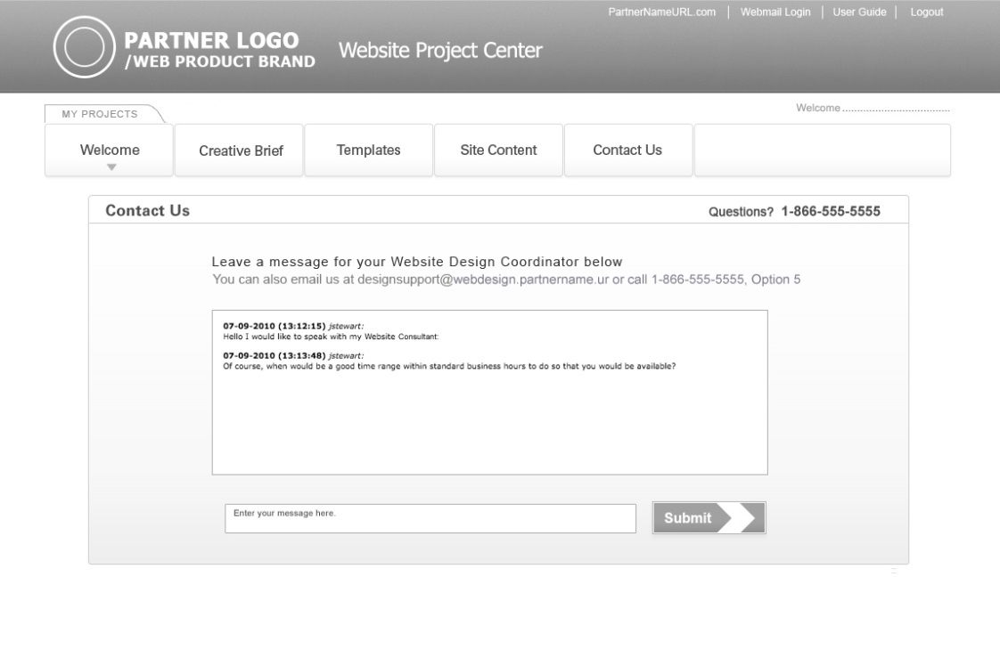 PartnerNameURL.com | Webmail Login | User Guide | Logout
PARTNER LOGO
/WEB PRODUCT BRAND
Website Project Center
MY PROJECTS
Welcome
Welcome
Creative Brief
Templates
Site Content
Contact Us
Contact Us
Questions? 1-866-555-5555
Leave a message for your Website Design Coordinator below
You can also email us at designsupport@webdesign.partnername.ur or call 1-866-555-5555, Option 5
07-09-2010 (13:12:15) jstewart:
Hello I would like to speak with my Website Consultant:
07-09-2010 (13:13:48) jstewart:
Of course, when would be a good time range within standard business hours to do so that you would be available?
Enter your message here.
Submit